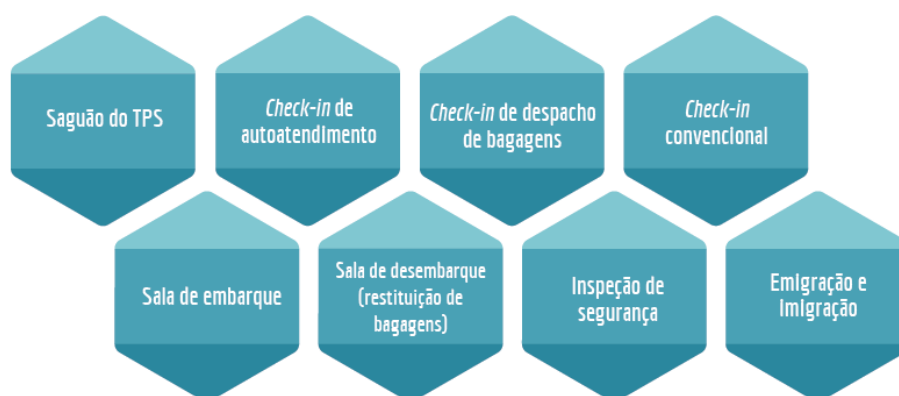 Saguão do TPS
Check-in de
autoatendimento
Check-in de despacho
de bagagens
Check-in
convencional
Sala de embarque
Sala de desembarque
(restituição de
bagagens)
Inspeção de
segurança
Emigração e
imigração